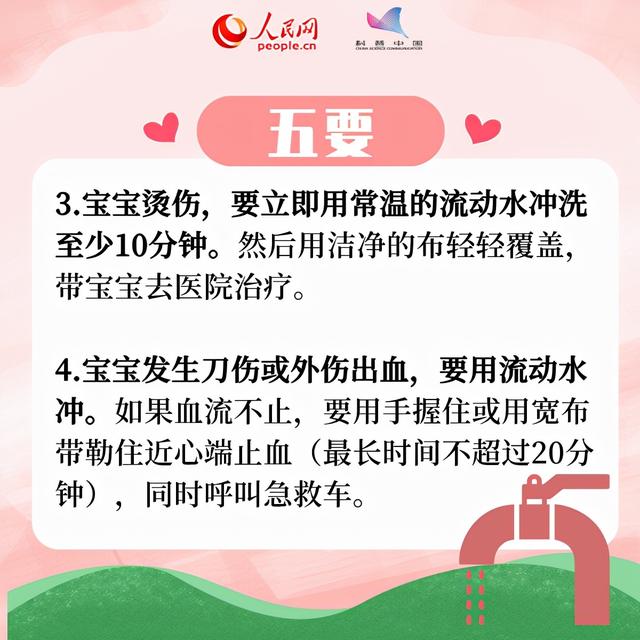 人民网
people.cn
科普中国
CHINA SCIENCE COMMUNICATION
五要
3.宝宝烫伤，要立即用常温的流动水冲洗
至少10分钟。然后用洁净的布轻轻覆盖，
带宝宝去医院治疗。
4.宝宝发生刀伤或外伤出血，要用流动水
冲。如果血流不止，要用手握住或用宽布
带勒住近心端止血（最长时间不超过20分
钟），同时呼叫急救车。